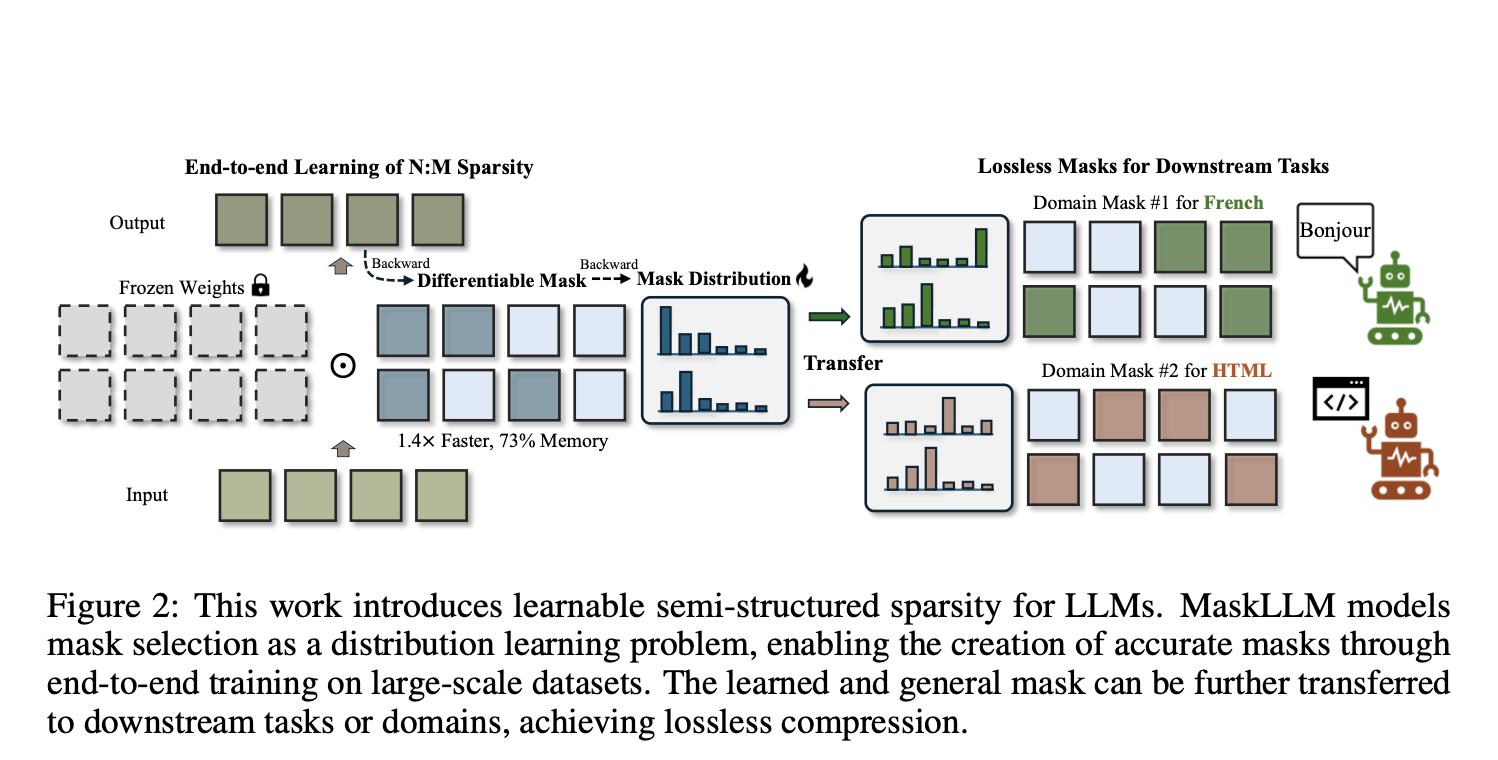 End-to-end Learning of N:M Sparsity
Output
Backward
Differentiable Mask
Backward
Mask Distribution
Frozen Weights
1.4× Faster, 73% Memory
Input
Transfer
Lossless Masks for Downstream Tasks
Domain Mask #1 for French
Bonjour
Domain Mask #2 for HTML
</>
Figure 2: This work introduces learnable semi-structured sparsity for LLMs. MaskLLM models
mask selection as a distribution learning problem, enabling the creation of accurate masks through
end-to-end training on large-scale datasets. The learned and general mask can be further transferred
to downstream tasks or domains, achieving lossless compression.